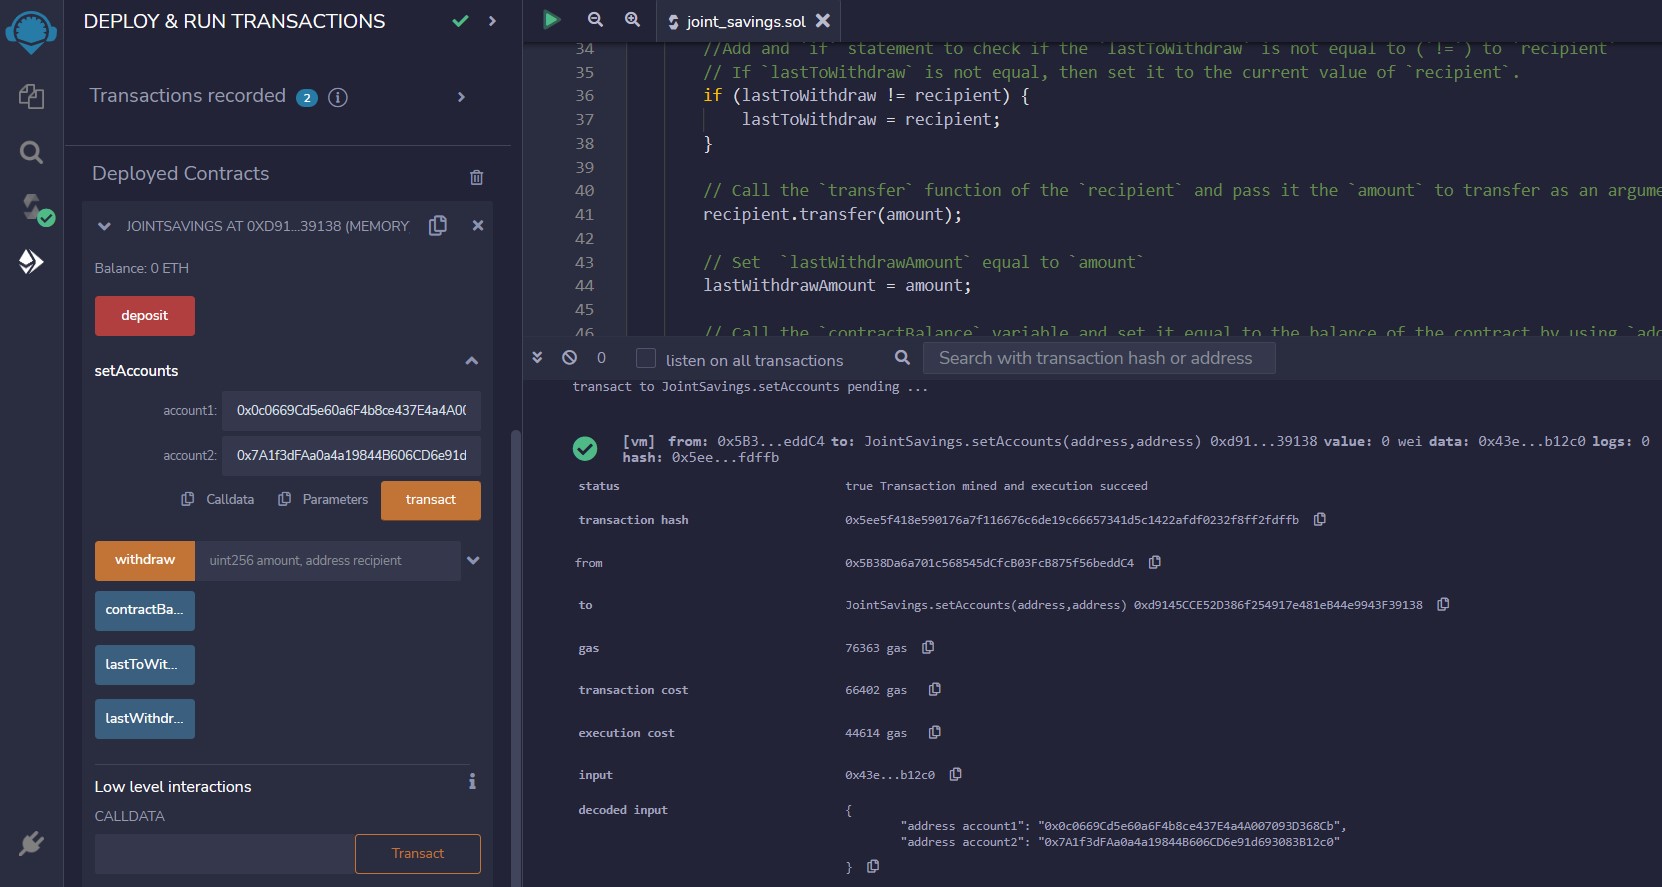 DEPLOY & RUN TRANSACTIONS
Transactions recorded 2
Deployed Contracts
JOINTSAVINGS AT 0XD91...39138 (MEMORY
Balance: 0 ETH
deposit
setAccounts
account1: 0x0c0669Cd5e60a6F4b8ce437E4a4A00
account2: 0x7A1f3dFAa0a4a19844B606CD6e91d
Calldata Parameters transact
withdraw uint256 amount, address recipient
contractBa...
lastToWit...
lastWithdr...
Low level interactions
CALLDATA
Transact
joint_savings.sol
34 //Add and `if` statement to check if the `lastToWithdraw` is not equal to (`!=`) to `recipient`
35 // If `lastToWithdraw` is not equal, then set it to the current value of `recipient`.
36 if (lastToWithdraw != recipient) {
37 lastToWithdraw = recipient;
38 }
39
40 // Call the `transfer` function of the `recipient` and pass it the `amount` to transfer as an argume
41 recipient.transfer(amount);
42
43 // Set `lastWithdrawAmount` equal to `amount`
44 lastWithdrawAmount = amount;
45
46 // Call the `contractBalance` variable and set it equal to the balance of the contract by using `add
0 listen on all transactions Search with transaction hash or address
transact to JointSavings.setAccounts pending ...
[vm] from: 0x5B3...eddC4 to: JointSavings.setAccounts(address,address) 0xd91...39138 value: 0 wei data: 0x43e...b12c0 logs: 0
hash: 0x5ee...fdffb
status true Transaction mined and execution succeed
transaction hash 0x5ee5f418e590176a7f116676c6de19c66657341d5c1422afdf0232f8ff2fdffb
from 0x5B38Da6a701c568545dCfcB03FcB875f56beddC4
to JointSavings.setAccounts(address,address) 0xd9145CCE52D386f254917e481eB44e9943F39138
gas 76363 gas
transaction cost 66402 gas
execution cost 44614 gas
input 0x43e...b12c0
decoded input {
"address account1": "0x0c0669Cd5e60a6F4b8ce437E4a4A007093D368Cb",
"address account2": "0x7A1f3dFAa0a4a19844B606CD6e91d693083B12c0"
}